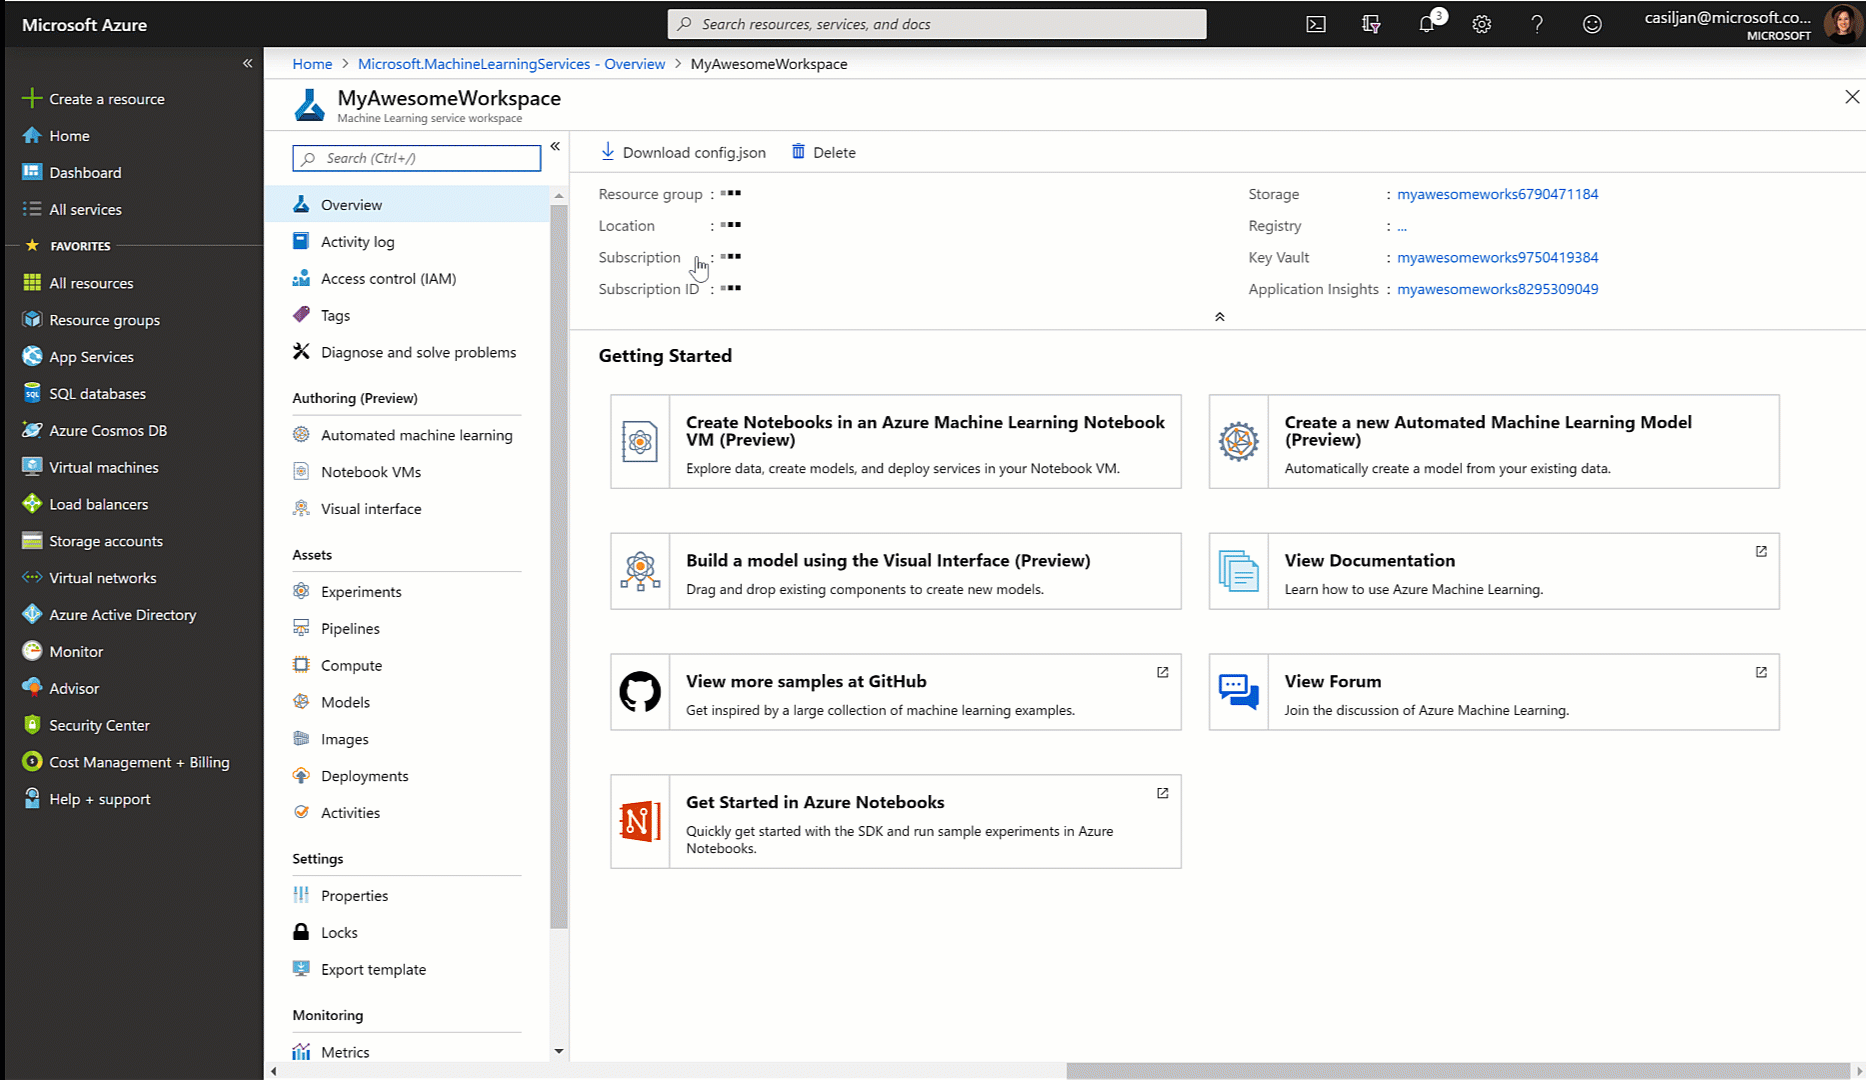 Microsoft Azure
Search resources, services, and docs
3
casiljan@microsoft.co...
MICROSOFT
Create a resource
Home
Dashboard
All services
FAVORITES
All resources
Resource groups
App Services
SQL databases
Azure Cosmos DB
Virtual machines
Load balancers
Storage accounts
Virtual networks
Azure Active Directory
Monitor
Advisor
Security Center
Cost Management + Billing
Help + support
Home > Microsoft.MachineLearningServices - Overview > MyAwesomeWorkspace
MyAwesomeWorkspace
Machine Learning service workspace
Search (Ctrl+/)
Overview
Activity log
Access control (IAM)
Tags
Diagnose and solve problems
Authoring (Preview)
Automated machine learning
Notebook VMs
Visual interface
Assets
Experiments
Pipelines
Compute
Models
Images
Deployments
Activities
Settings
Properties
Locks
Export template
Monitoring
Metrics
Download config.json
Delete
Resource group :
Location :
Subscription :
Subscription ID :
Storage : myawesomeworks6790471184
Registry : ...
Key Vault : myawesomeworks9750419384
Application Insights : myawesomeworks8295309049
Getting Started
Create Notebooks in an Azure Machine Learning Notebook
VM (Preview)
Explore data, create models, and deploy services in your Notebook VM.
Create a new Automated Machine Learning Model
(Preview)
Automatically create a model from your existing data.
Build a model using the Visual Interface (Preview)
Drag and drop existing components to create new models.
View Documentation
Learn how to use Azure Machine Learning.
View more samples at GitHub
Get inspired by a large collection of machine learning examples.
View Forum
Join the discussion of Azure Machine Learning.
Get Started in Azure Notebooks
Quickly get started with the SDK and run sample experiments in Azure
Notebooks.